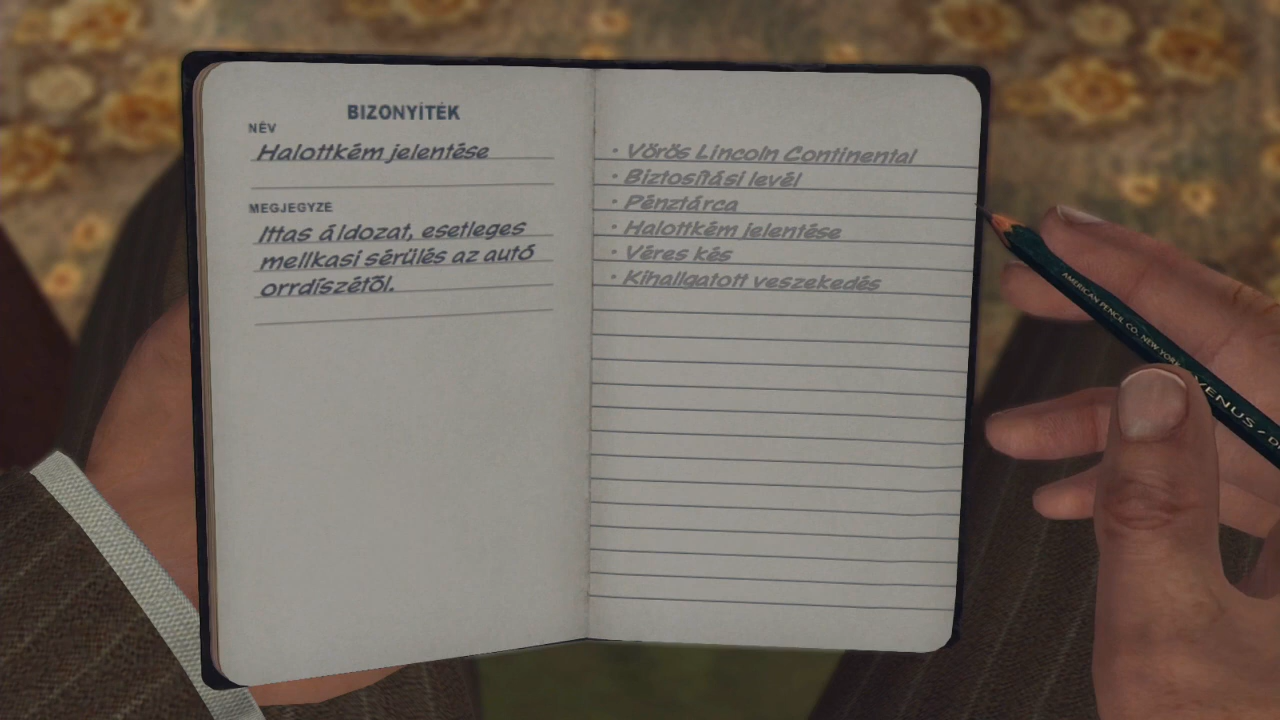 BIZONYÍTÉK
NÉV
Halottkém jelentése
MEGJEGYZE
Ittas áldozat, esetleges
mellkasi sérülés az autó
orrdíszétõl.
• Vörös Lincoln Continental
• Biztosítási levél
• Pénztárca
• Halottkém jelentése
• Véres kés
• Kihallgatott veszekedés
AMERICAN PENCIL CO. NEW YORK
VENUS / D